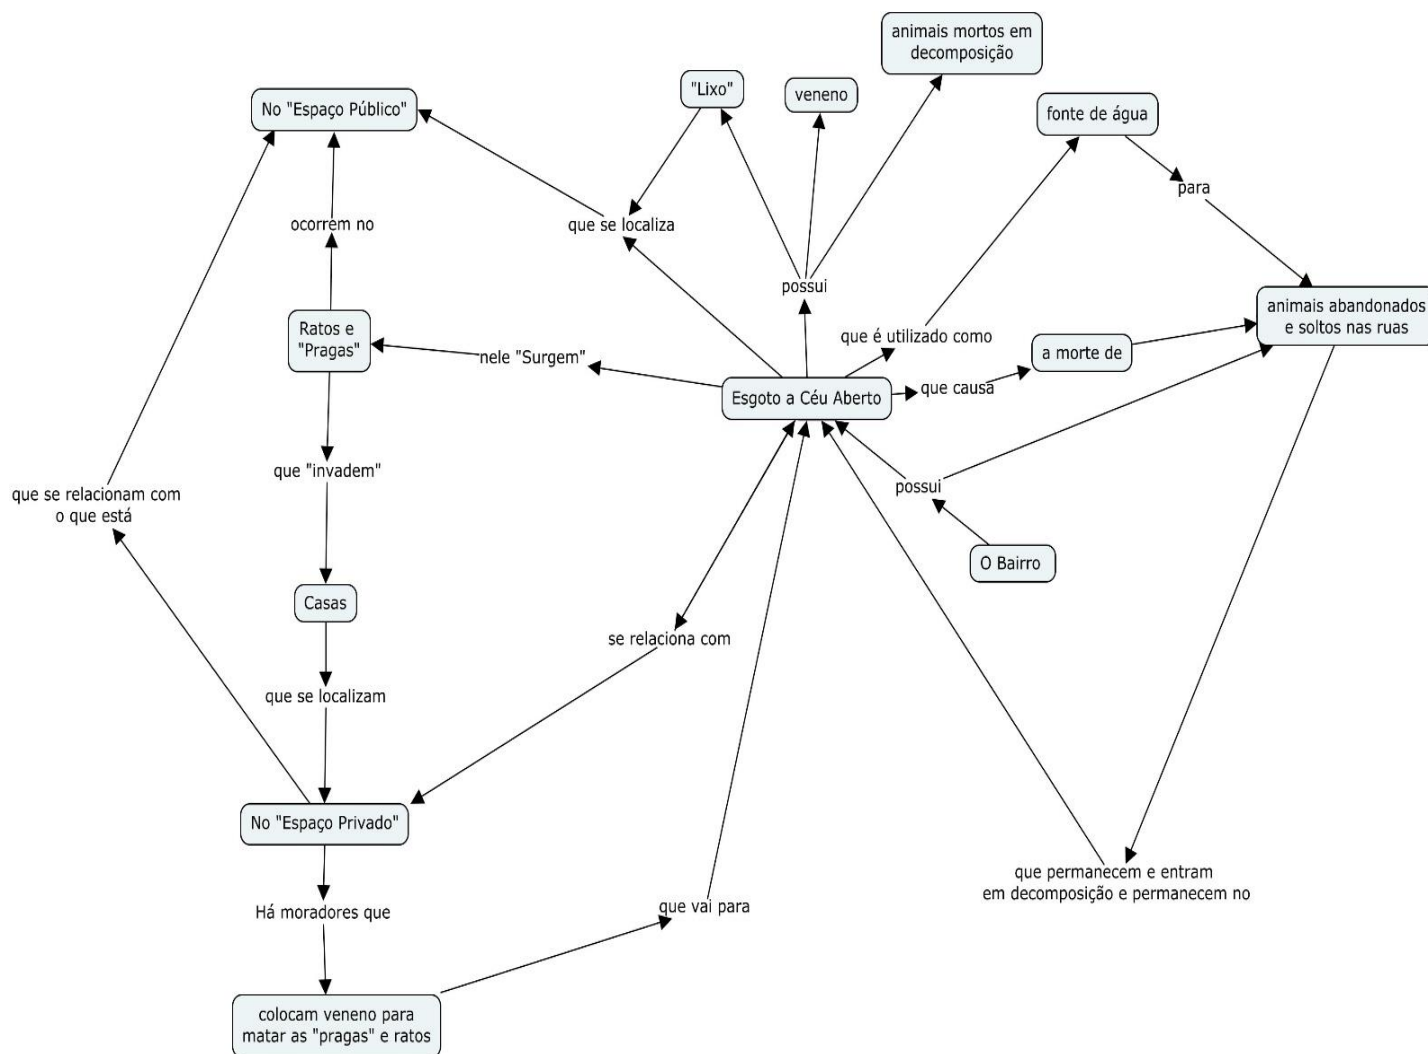 animais mortos em
decomposição
"Lixo"
veneno
No "Espaço Público"
fonte de água
para
ocorrem no
que se localiza
possui
animais abandonados
e soltos nas ruas
Ratos e
"Pragas"
que é utilizado como
nele "Surgem"
a morte de
Esgoto a Céu Aberto
que causa
que "invadem"
possui
que se relacionam com
o que está
O Bairro
Casas
se relaciona com
que se localizam
No "Espaço Privado"
que permanecem e entram
em decomposição e permanecem no
Há moradores que
que vai para
colocam veneno para
matar as "pragas" e ratos